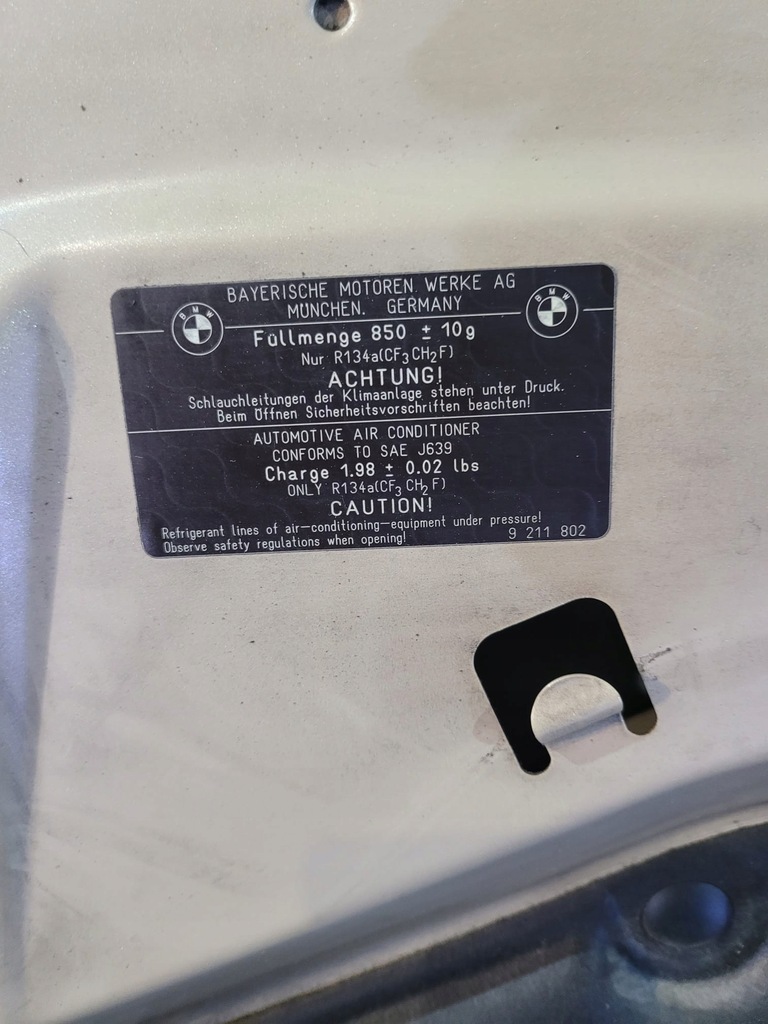 BAYERISCHE MOTOREN WERKE AG
MÜNCHEN. GERMANY
BMW
BMW
Füllmenge 850 ± 10g
Nur R134a(CF₃CH₂F)
ACHTUNG!
Schlauchleitungen der Klimaanlage stehen unter Druck.
Beim Öffnen Sicherheitsvorschriften beachten!
AUTOMOTIVE AIR CONDITIONER
CONFORMS TO SAE J639
Charge 1.98 ± 0.02 lbs
ONLY R134a(CF₃CH₂F)
CAUTION!
Refrigerant lines of air-conditioning-equipment under pressure!
Observe safety regulations when opening!
9 211 802